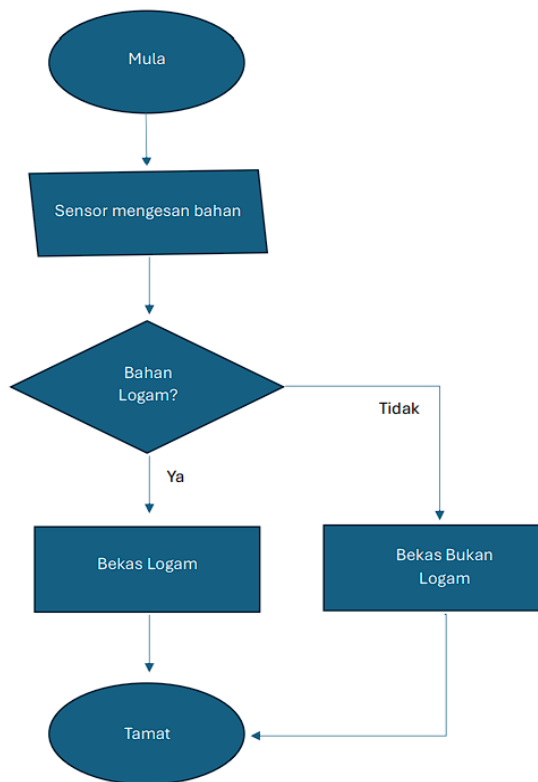 Mula
Sensor mengesan bahan
Bahan
Logam?
Tidak
Ya
Bekas Logam
Bekas Bukan
Logam
Tamat